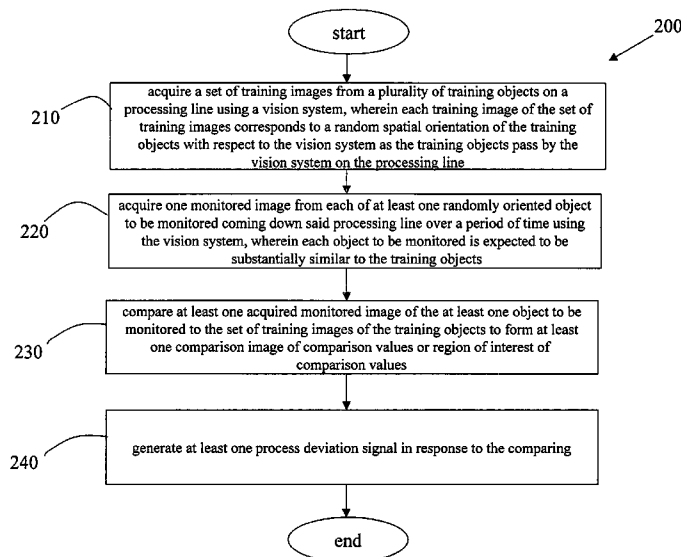 start
200
acquire a set of training images from a plurality of training objects on a
processing line using a vision system, wherein each training image of the set of
training images corresponds to a random spatial orientation of the training
objects with respect to the vision system as the training objects pass by the
vision system on the processing line
210
acquire one monitored image from each of at least one randomly oriented object
to be monitored coming down said processing line over a period of time using
the vision system, wherein each object to be monitored is expected to be
substantially similar to the training objects
220
compare at least one acquired monitored image of the at least one object to be
monitored to the set of training images of the training objects to form at least
one comparison image of comparison values or region of interest of
comparison values
230
generate at least one process deviation signal in response to the comparing
240
end